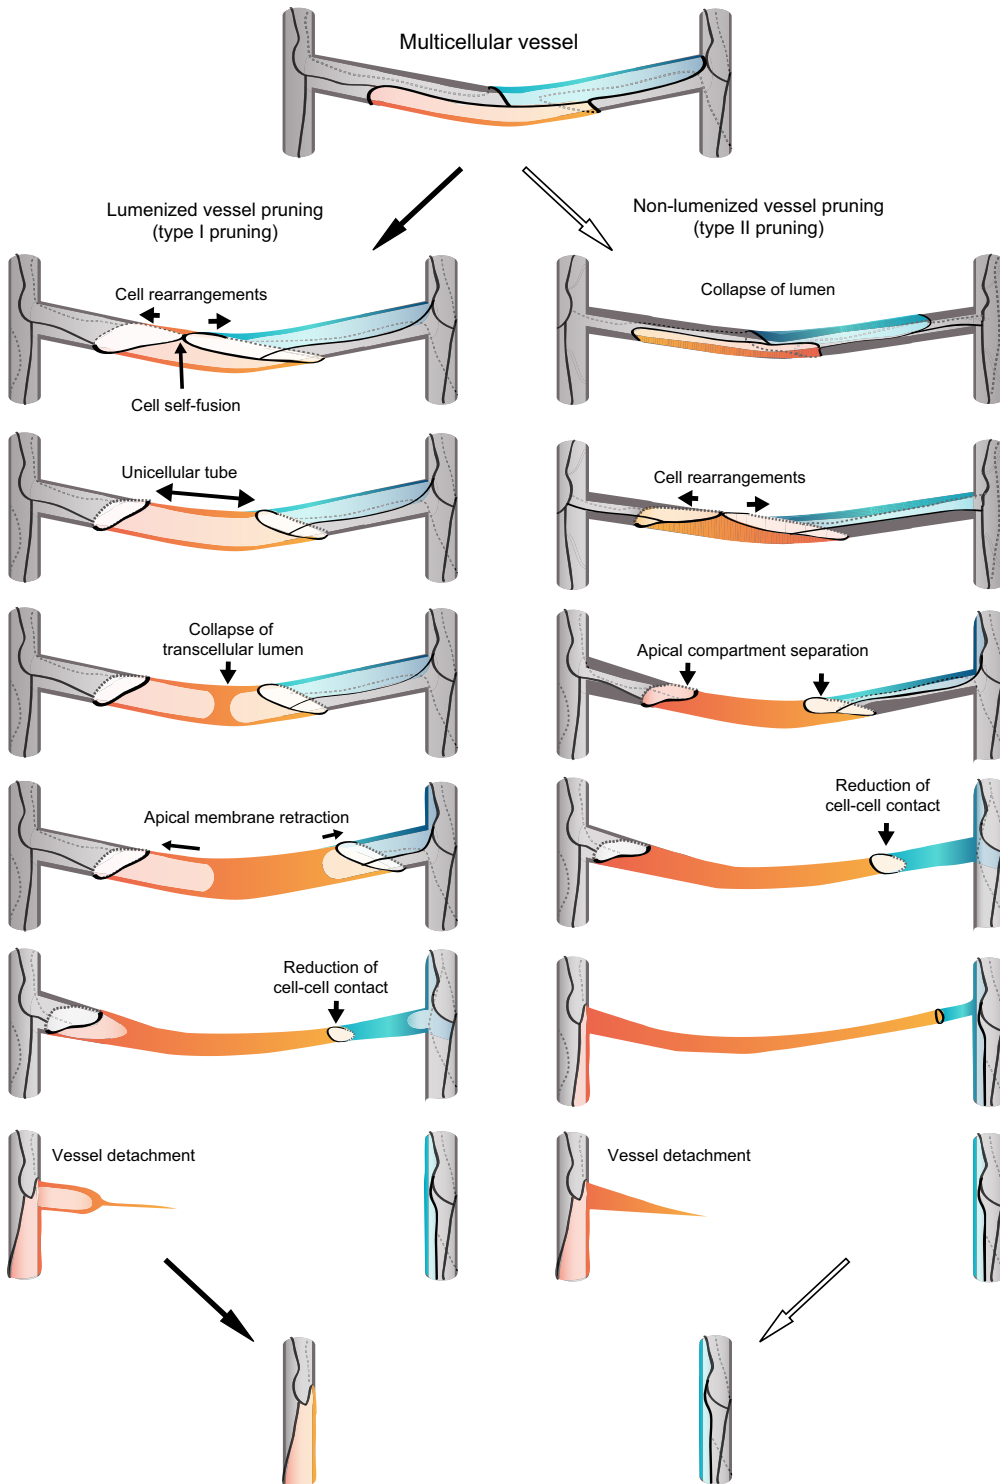 Multicellular vessel
Lumenized vessel pruning
(type I pruning)
Non-lumenized vessel pruning
(type II pruning)
Cell rearrangements
Cell self-fusion
Collapse of lumen
Unicellular tube
Cell rearrangements
Collapse of
transcellular lumen
Apical compartment separation
Apical membrane retraction
Reduction of
cell-cell contact
Reduction of
cell-cell contact
Vessel detachment
Vessel detachment